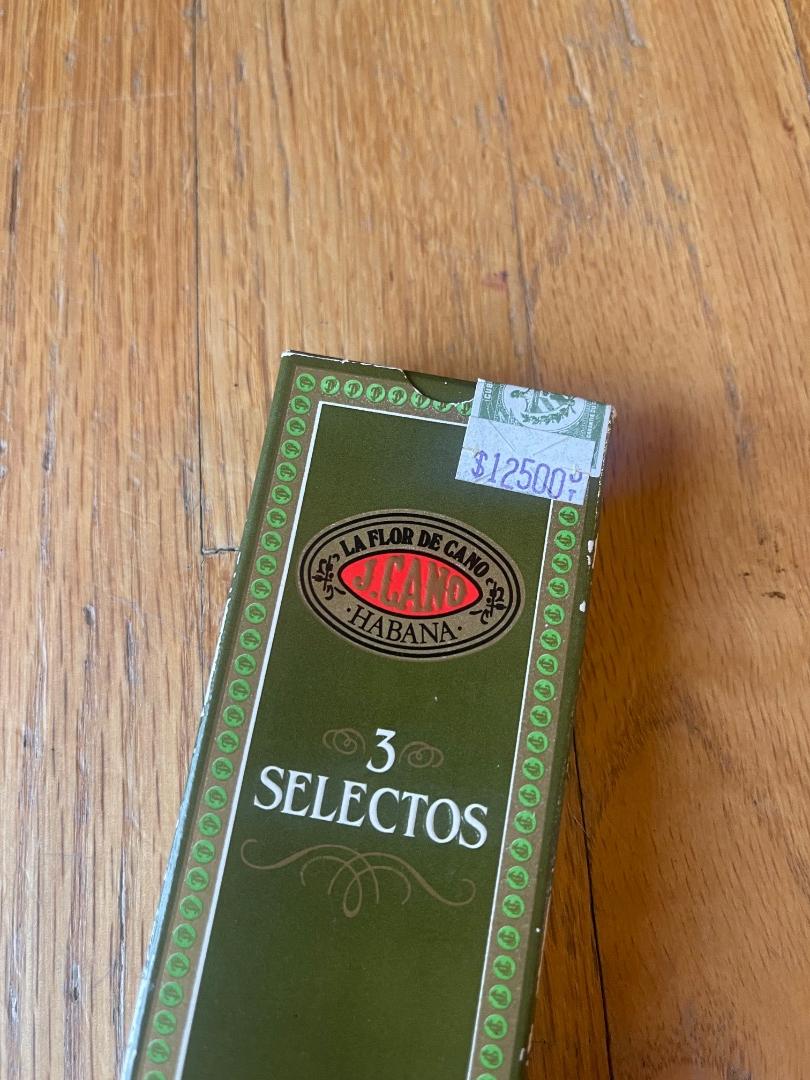 $12500
LA FLOR DE CANO
J.CANO
·HABANA·
3
SELECTOS